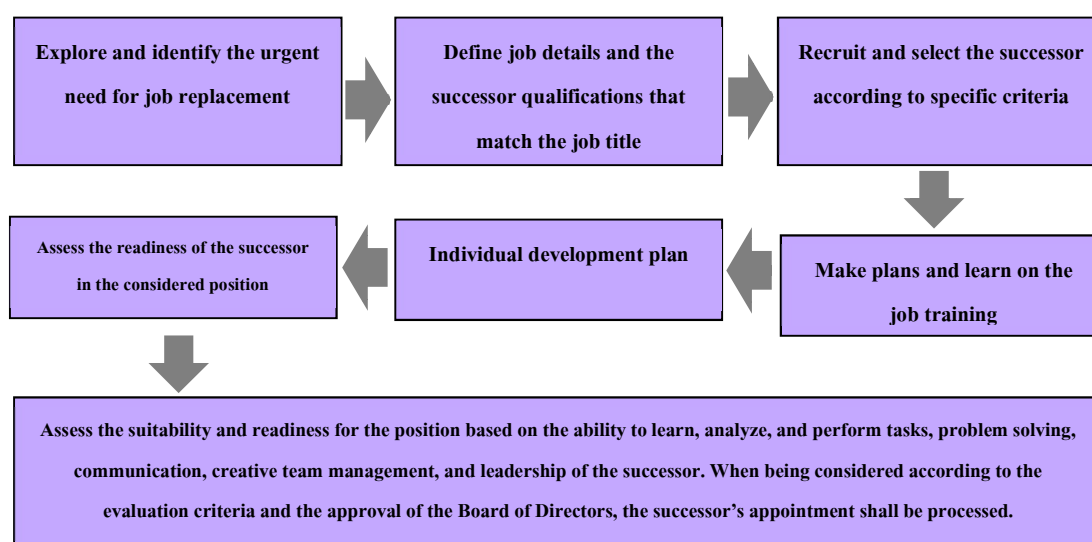 Explore and identify the urgent
need for job replacement
Define job details and the
successor qualifications that
match the job title
Recruit and select the successor
according to specific criteria
Make plans and learn on the
job training
Individual development plan
Assess the readiness of the successor
in the considered position
Assess the suitability and readiness for the position based on the ability to learn, analyze, and perform tasks, problem solving,
communication, creative team management, and leadership of the successor. When being considered according to the
evaluation criteria and the approval of the Board of Directors, the successor’s appointment shall be processed.